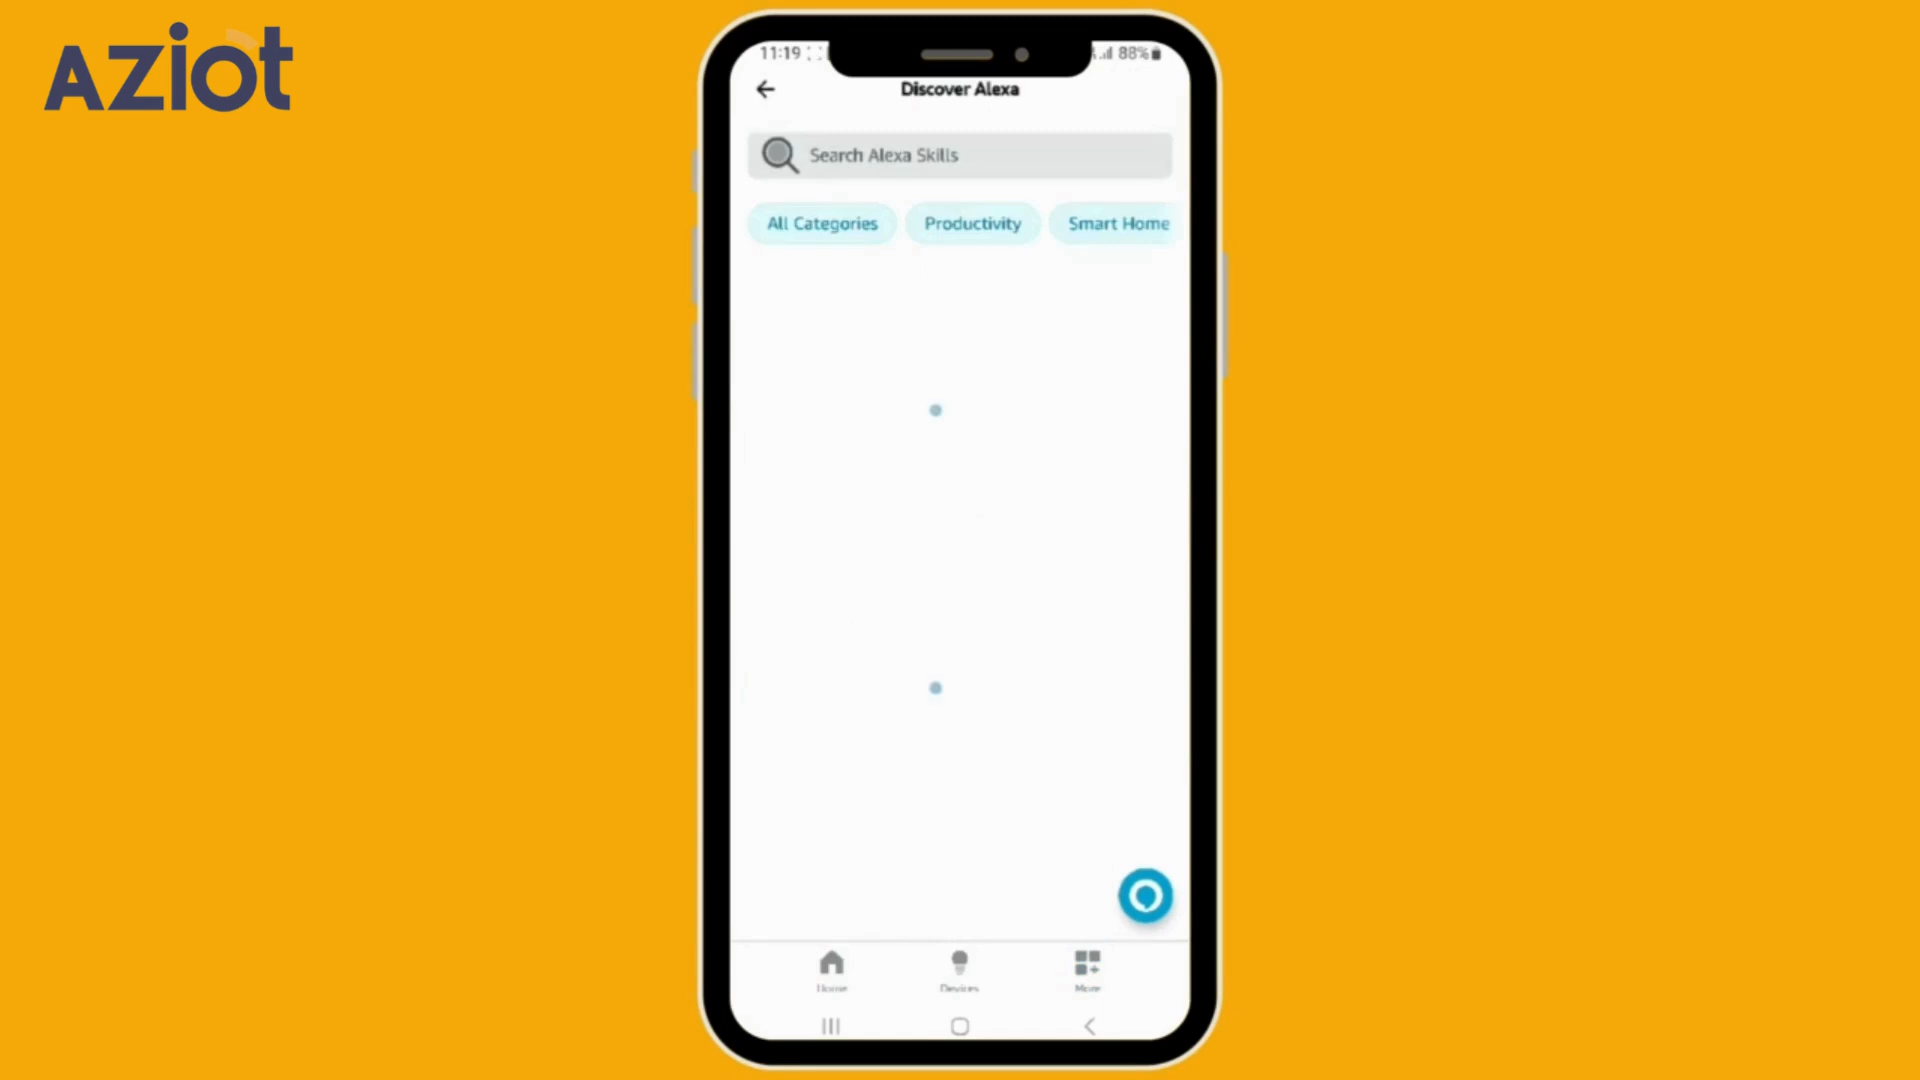 Aziot
11:19
88%
Discover Alexa
Search Alexa Skills
All Categories
Productivity
Smart Home
Home
Devices
More